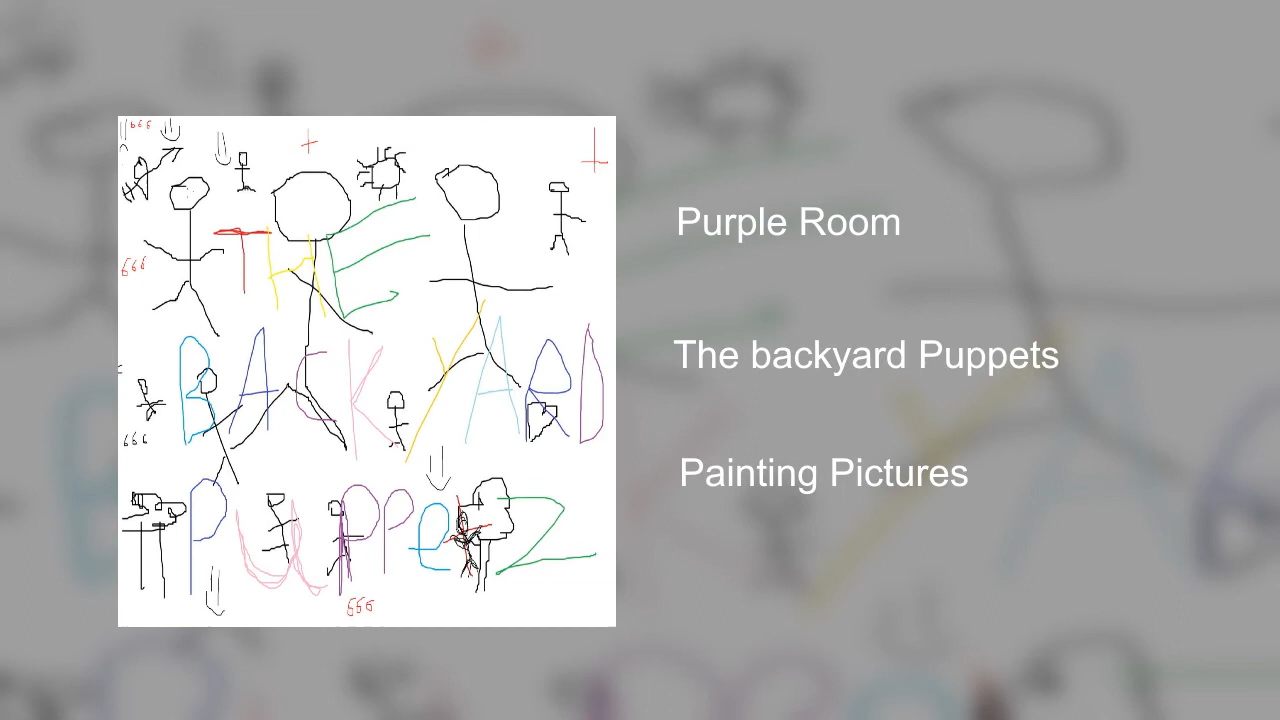 666
THE
666
BACKYARD
666
PUPPeTZ
666
Purple Room
The backyard Puppets
Painting Pictures